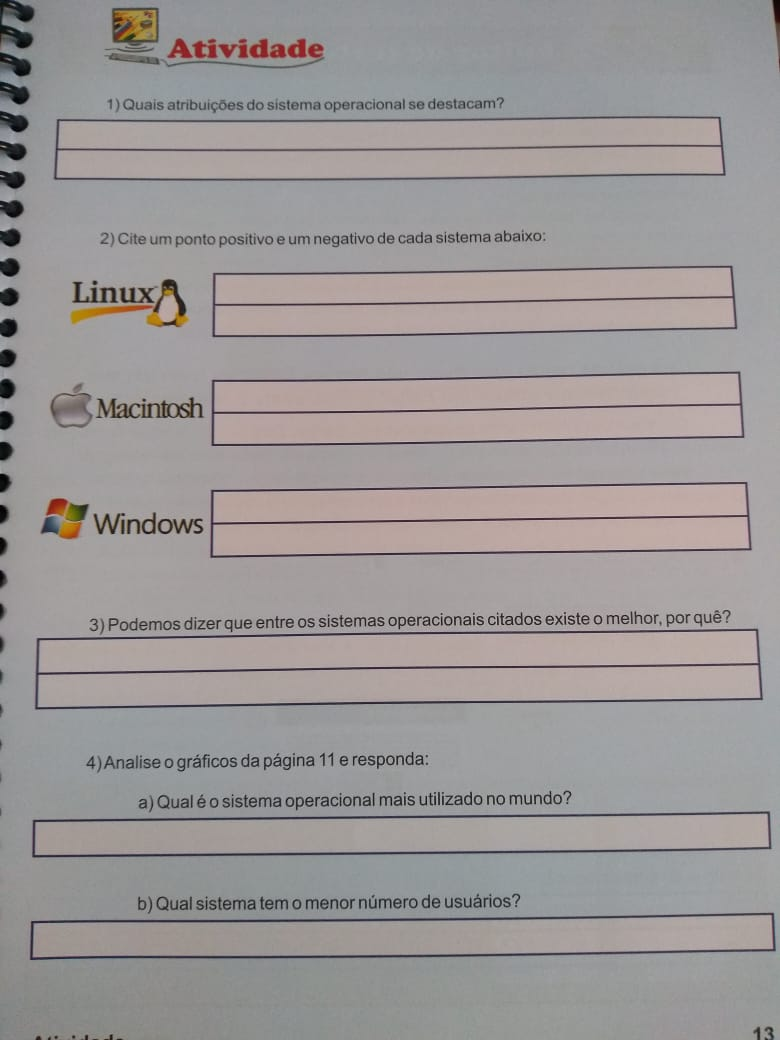 Atividade
1) Quais atribuições do sistema operacional se destacam?
2) Cite um ponto positivo e um negativo de cada sistema abaixo:
Linux
Macintosh
Windows
3) Podemos dizer que entre os sistemas operacionais citados existe o melhor, por quê?
4) Analise o gráficos da página 11 e responda:
a) Qual é o sistema operacional mais utilizado no mundo?
b) Qual sistema tem o menor número de usuários?
13